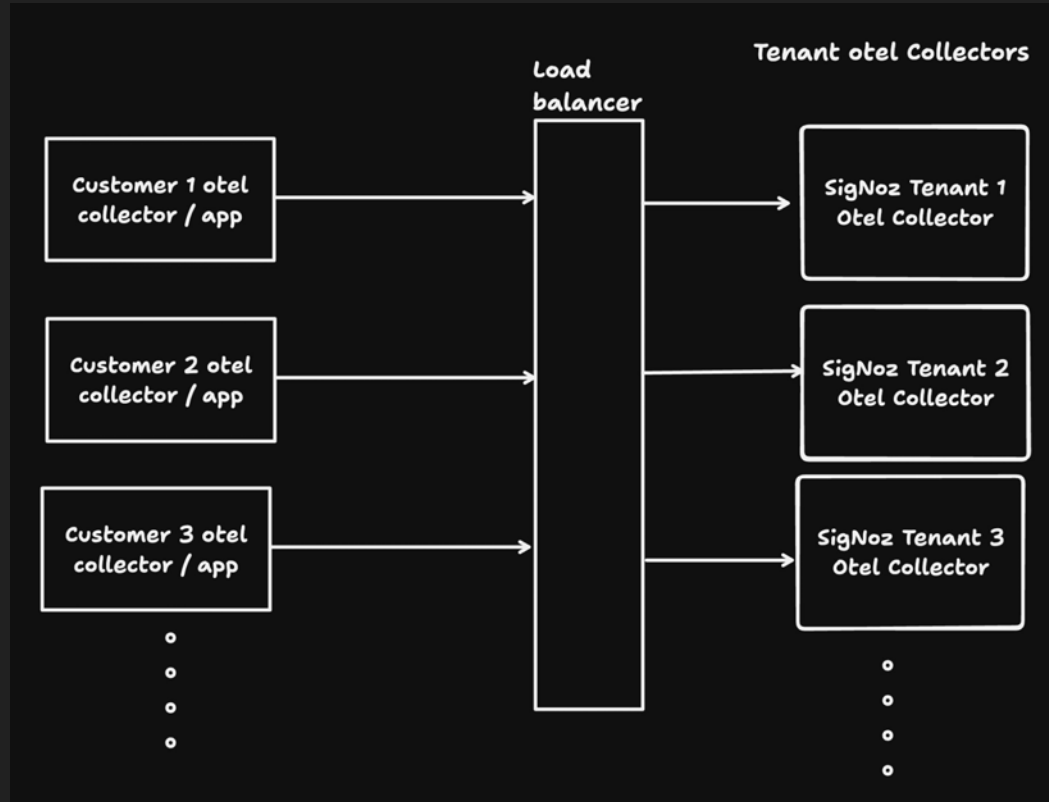 Tenant otel Collectors
Load
balancer
Customer 1 otel
collector / app
SigNoz Tenant 1
Otel Collector
Customer 2 otel
collector / app
SigNoz Tenant 2
Otel Collector
Customer 3 otel
collector / app
SigNoz Tenant 3
Otel Collector